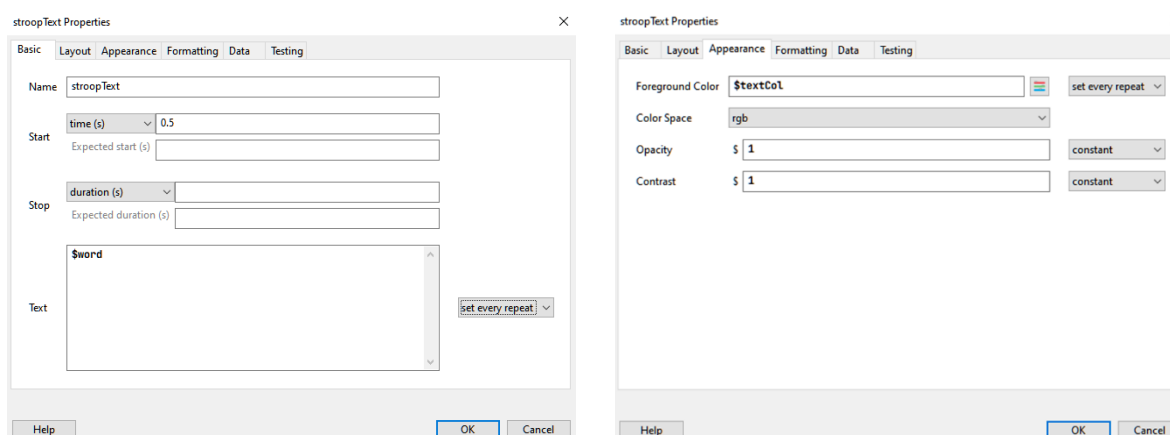 stroopText Properties
Basic Layout Appearance Formatting Data Testing
Name stroopText
Start time (s) 0.5
Expected start (s)
Stop duration (s)
Expected duration (s)
Text $word set every repeat
Help OK Cancel
stroopText Properties
Basic Layout Appearance Formatting Data Testing
Foreground Color $textCol set every repeat
Color Space rgb
Opacity $ 1 constant
Contrast $ 1 constant
Help OK Cancel